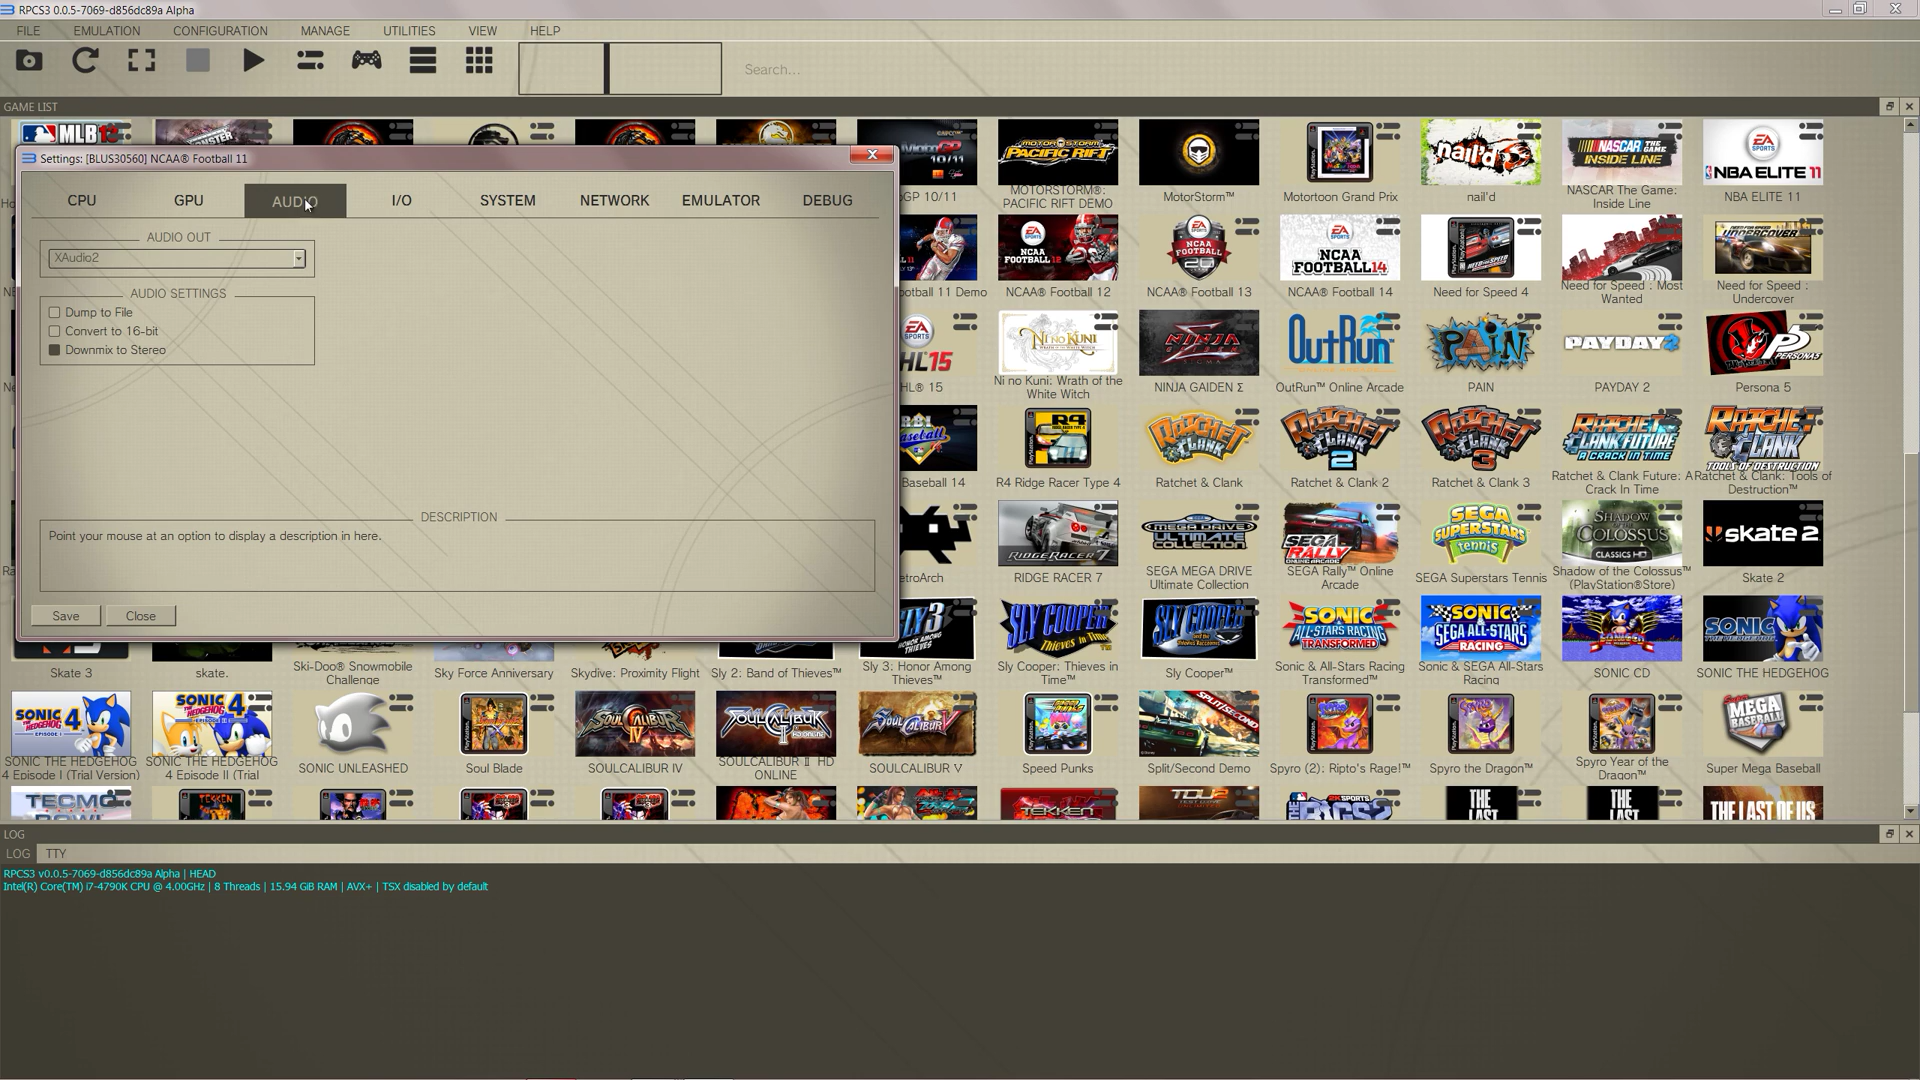 RPCS3 0.0.5-7069-d856dc89a Alpha
FILE EMULATION CONFIGURATION MANAGE UTILITIES VIEW HELP
Search...
GAME LIST
Settings: [BLUS30560] NCAA® Football 11
CPU GPU AUDIO I/O SYSTEM NETWORK EMULATOR DEBUG
AUDIO OUT
XAudio2
AUDIO SETTINGS
Dump to File
Convert to 16-bit
Downmix to Stereo
DESCRIPTION
Point your mouse at an option to display a description in here.
Save Close
GP 10/11
MOTORSTORM®: PACIFIC RIFT DEMO
MotorStorm™
Motortoon Grand Prix
nail'd
NASCAR The Game: Inside Line
NBA ELITE 11
ootball 11 Demo
NCAA® Football 12
NCAA® Football 13
NCAA® Football 14
Need for Speed 4
Need for Speed : Most Wanted
Need for Speed : Undercover
HL® 15
Ni no Kuni: Wrath of the White Witch
NINJA GAIDEN Σ
OutRun™ Online Arcade
PAIN
PAYDAY 2
Persona 5
Baseball 14
R4 Ridge Racer Type 4
Ratchet & Clank
Ratchet & Clank 2
Ratchet & Clank 3
Ratchet & Clank Future: A Crack In Time
Ratchet & Clank: Tools of Destruction™
etroArch
RIDGE RACER 7
SEGA MEGA DRIVE Ultimate Collection
SEGA Rally™ Online Arcade
SEGA Superstars Tennis
Shadow of the Colossus™ (PlayStation®Store)
Skate 2
Skate 3
skate.
Ski-Doo® Snowmobile Challenge
Sky Force Anniversary
Skydive: Proximity Flight
Sly 2: Band of Thieves™
Sly 3: Honor Among Thieves™
Sly Cooper: Thieves in Time™
Sly Cooper™
Sonic & All-Stars Racing Transformed™
Sonic & SEGA All-Stars Racing
SONIC CD
SONIC THE HEDGEHOG
SONIC THE HEDGEHOG 4 Episode I (Trial Version)
SONIC THE HEDGEHOG 4 Episode II (Trial
SONIC UNLEASHED
Soul Blade
SOULCALIBUR IV
SOULCALIBUR II HD ONLINE
SOULCALIBUR V
Speed Punks
Split/Second Demo
Spyro (2): Ripto's Rage!™
Spyro the Dragon™
Spyro Year of the Dragon™
Super Mega Baseball
LOG
LOG TTY
RPCS3 v0.0.5-7069-d856dc89a Alpha | HEAD
Intel(R) Core(TM) i7-4790K CPU @ 4.00GHz | 8 Threads | 15.94 GiB RAM | AVX+ | TSX disabled by default